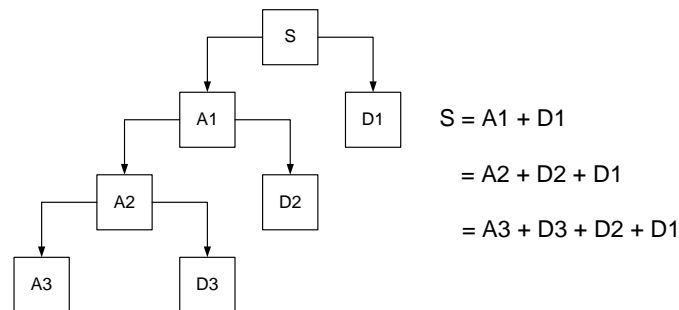 S
A1
D1
S = A1 + D1
A2
D2
= A2 + D2 + D1
A3
D3
= A3 + D3 + D2 + D1